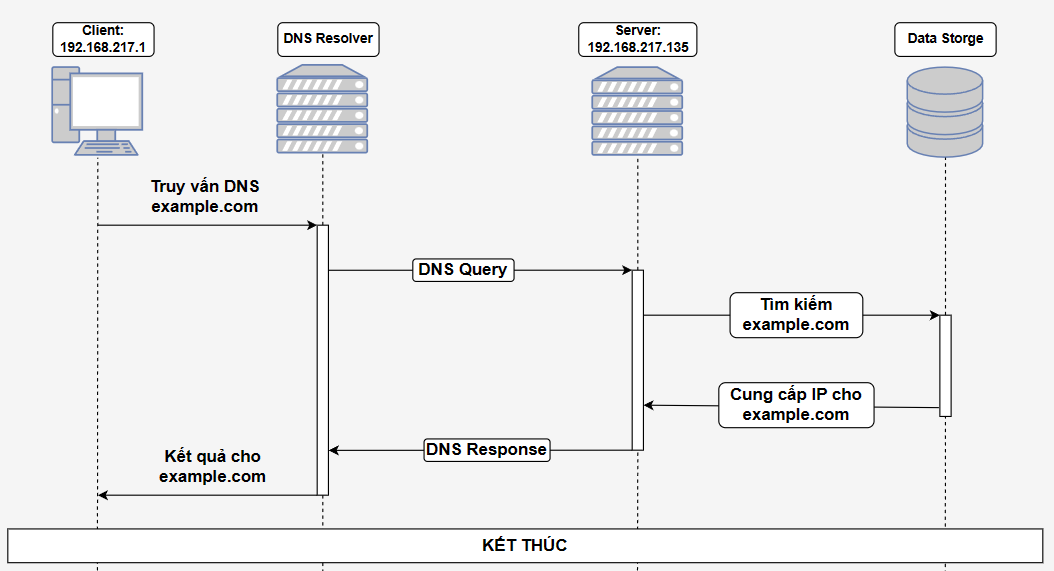 Client:
192.168.217.1
DNS Resolver
Server:
192.168.217.135
Data Storge
Truy vấn DNS
example.com
DNS Query
Tìm kiếm
example.com
Cung cấp IP cho
example.com
DNS Response
Kết quả cho
example.com
KẾT THÚC